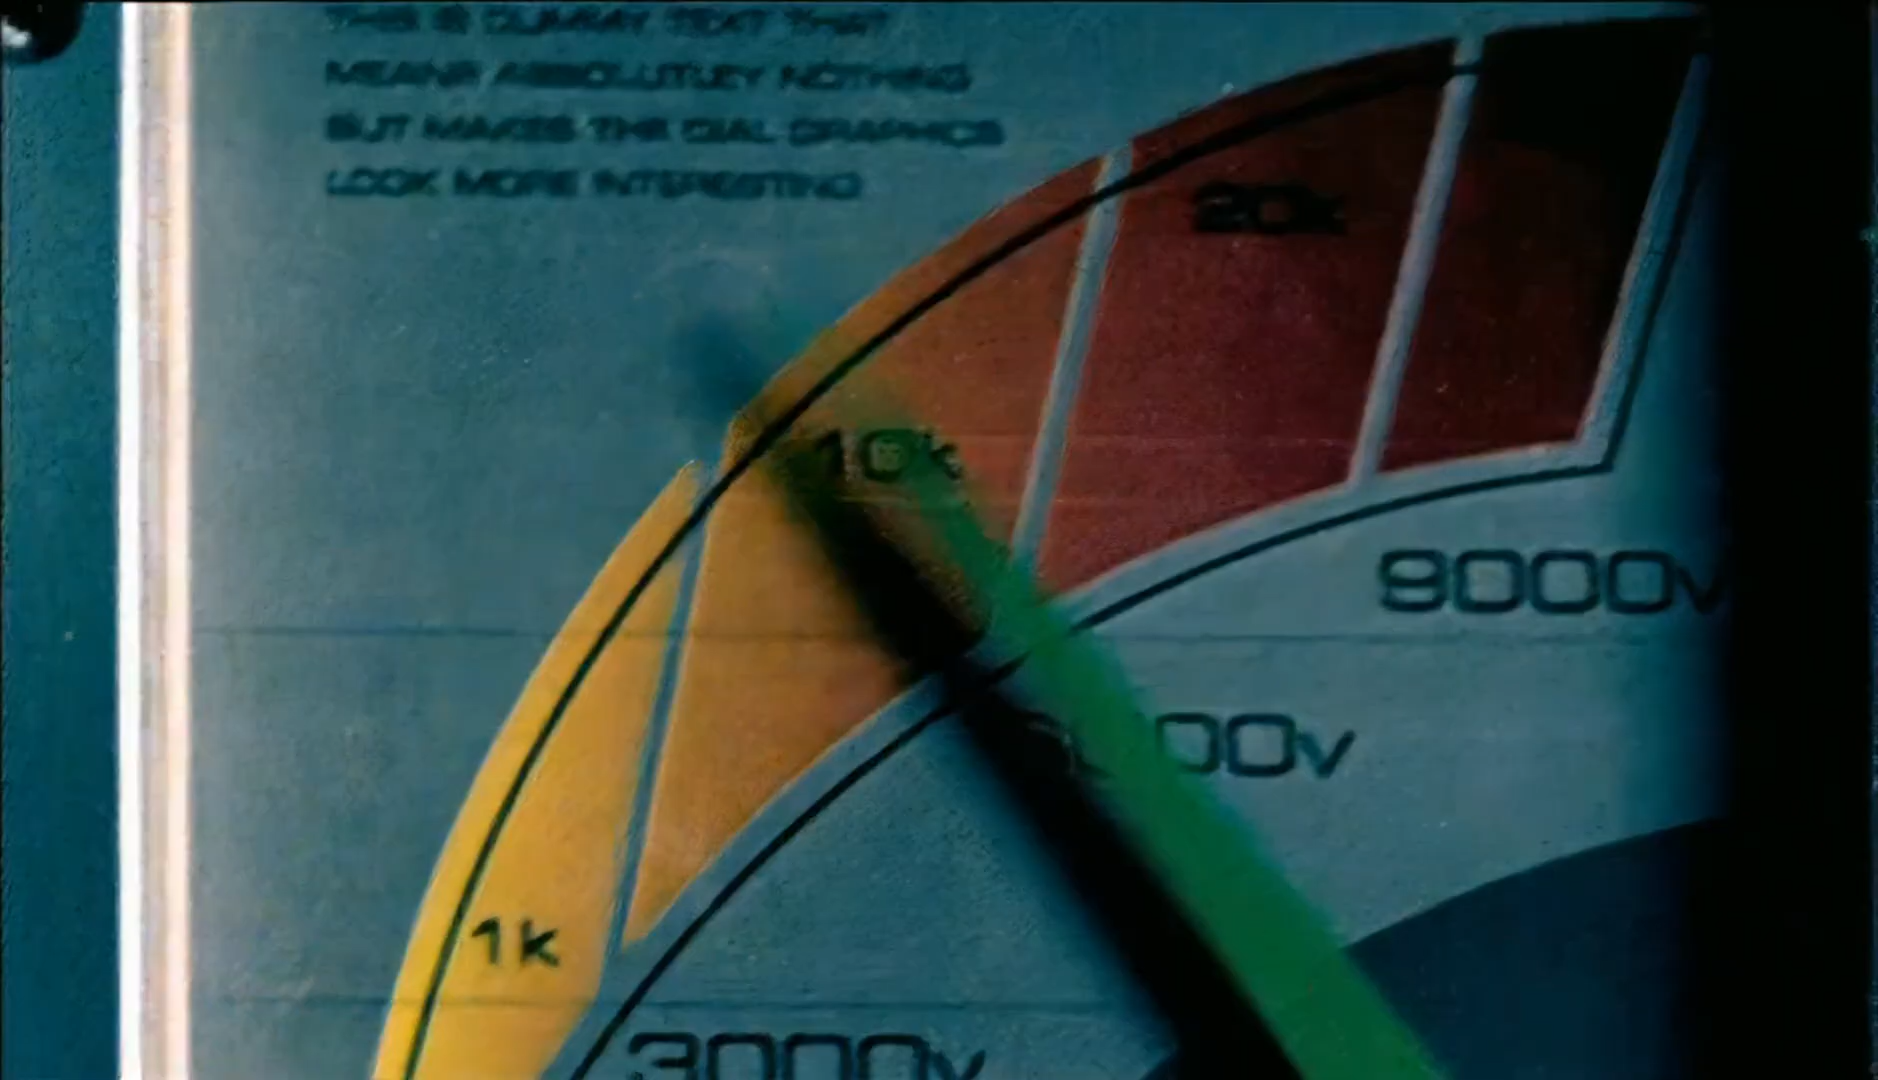 THIS IS DUMMY TEXT THAT
MEANS ABSOLUTLEY NOTHING
BUT MAKES THE DIAL GRAPHICS
LOOK MORE INTERESTING
20k
10k
9000v
1k
3000v